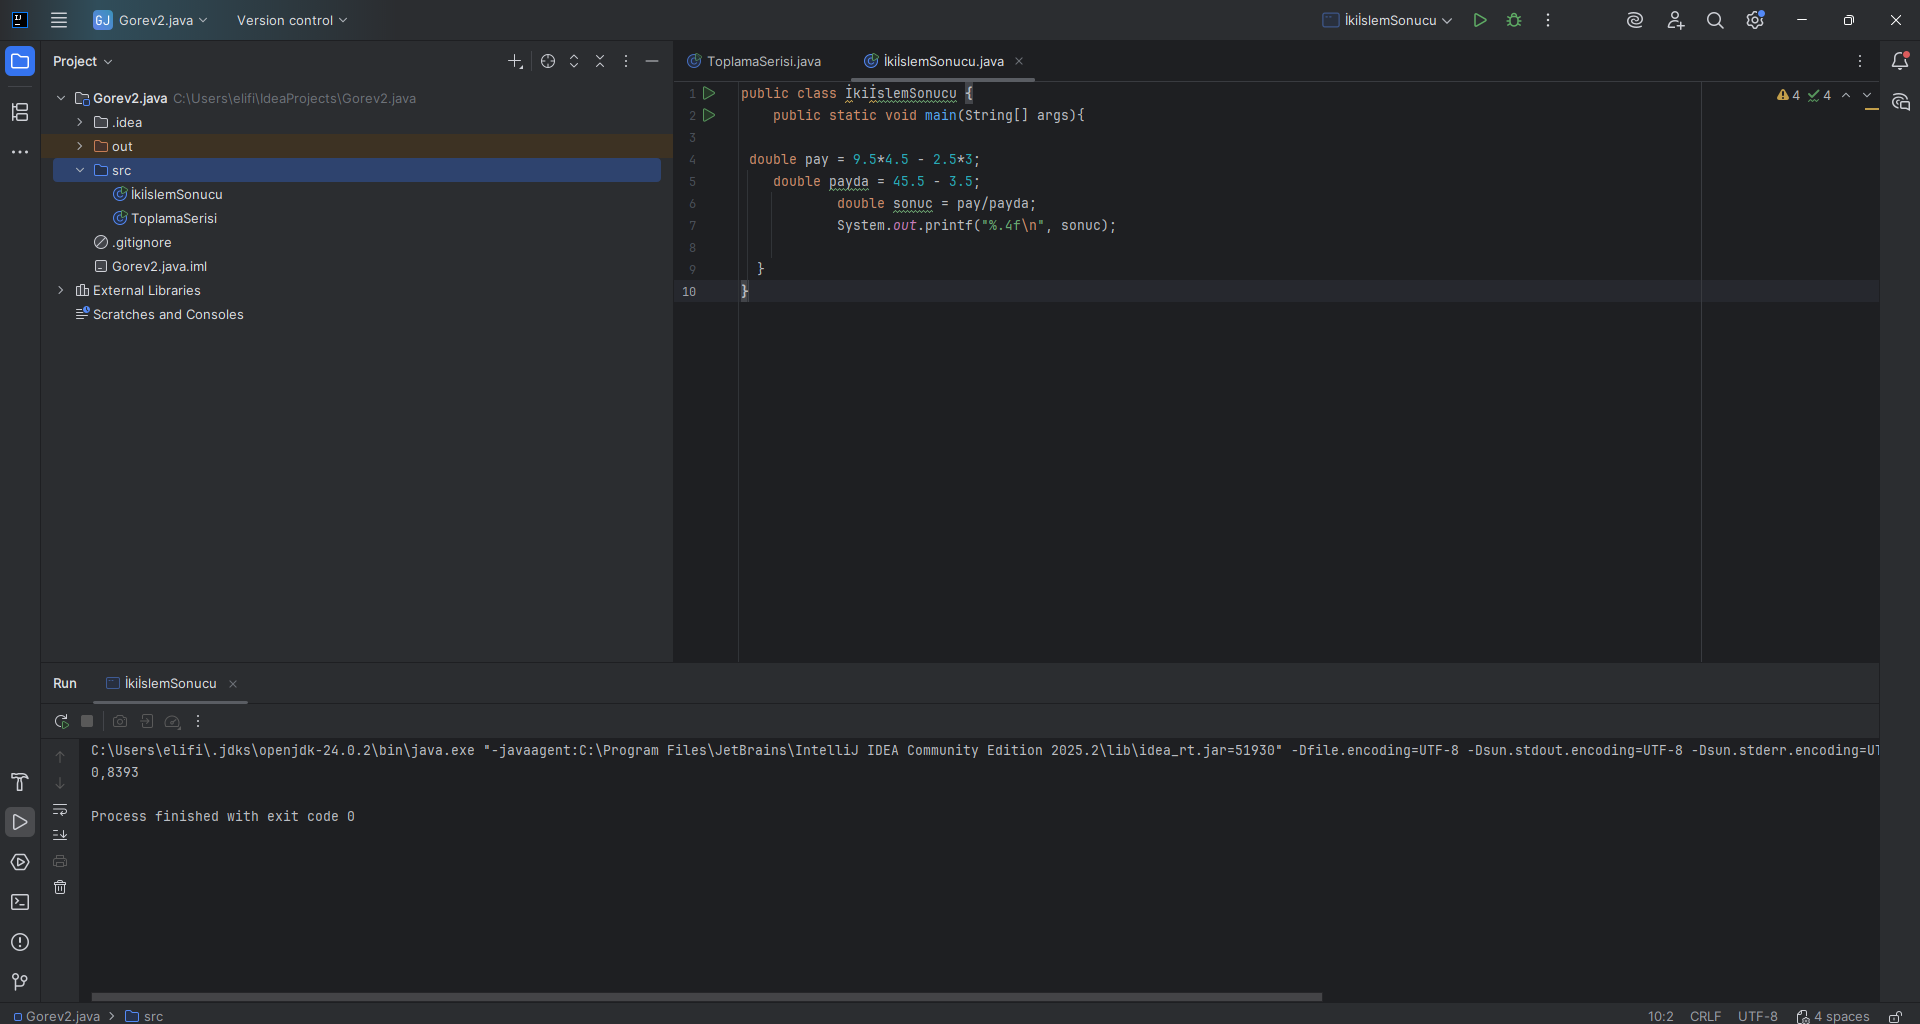 GJ Gorev2.java Version control İkiİslemSonucu
Project
Gorev2.java C:\Users\elifi\IdeaProjects\Gorev2.java
.idea
out
src
İkiİslemSonucu
ToplamaSerisi
.gitignore
Gorev2.java.iml
External Libraries
Scratches and Consoles
ToplamaSerisi.java İkiİslemSonucu.java
4 4
1 public class İkiİslemSonucu {
2 public static void main(String[] args){
3
4 double pay = 9.5*4.5 - 2.5*3;
5 double payda = 45.5 - 3.5;
6 double sonuc = pay/payda;
7 System.out.printf("%.4f\n", sonuc);
8
9 }
10 }
Run İkiİslemSonucu
C:\Users\elifi\.jdks\openjdk-24.0.2\bin\java.exe "-javaagent:C:\Program Files\JetBrains\IntelliJ IDEA Community Edition 2025.2\lib\idea_rt.jar=51930" -Dfile.encoding=UTF-8 -Dsun.stdout.encoding=UTF-8 -Dsun.stderr.encoding=UT
0,8393
Process finished with exit code 0
Gorev2.java src 10:2 CRLF UTF-8 4 spaces